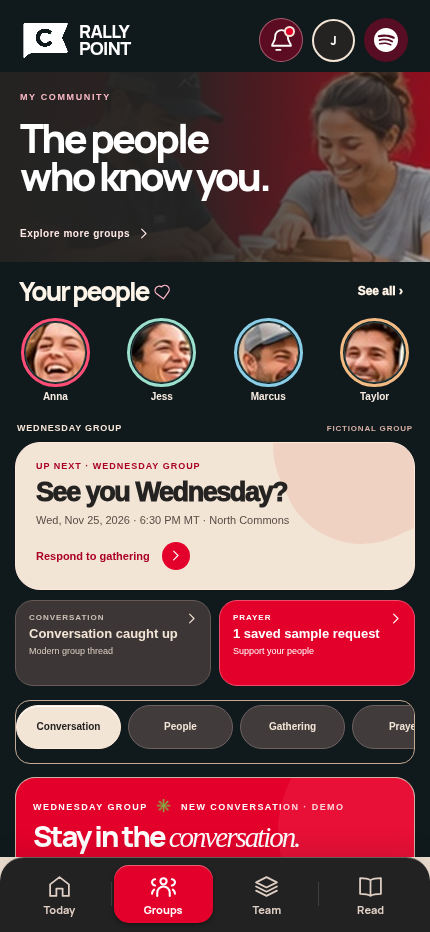 C
RALLY
POINT
J
MY COMMUNITY
The people
who know you.
Explore more groups
Your people
See all ›
Anna
Jess
Marcus
Taylor
WEDNESDAY GROUP
FICTIONAL GROUP
UP NEXT · WEDNESDAY GROUP
See you Wednesday?
Wed, Nov 25, 2026 · 6:30 PM MT · North Commons
Respond to gathering
CONVERSATION
Conversation caught up
Modern group thread
PRAYER
1 saved sample request
Support your people
Conversation
People
Gathering
Praye
WEDNESDAY GROUP ✳ NEW CONVERSATION · DEMO
Stay in the conversation.
Today
Groups
Team
Read